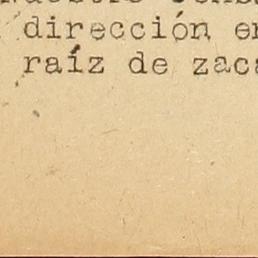 dirección en
raíz de zaca